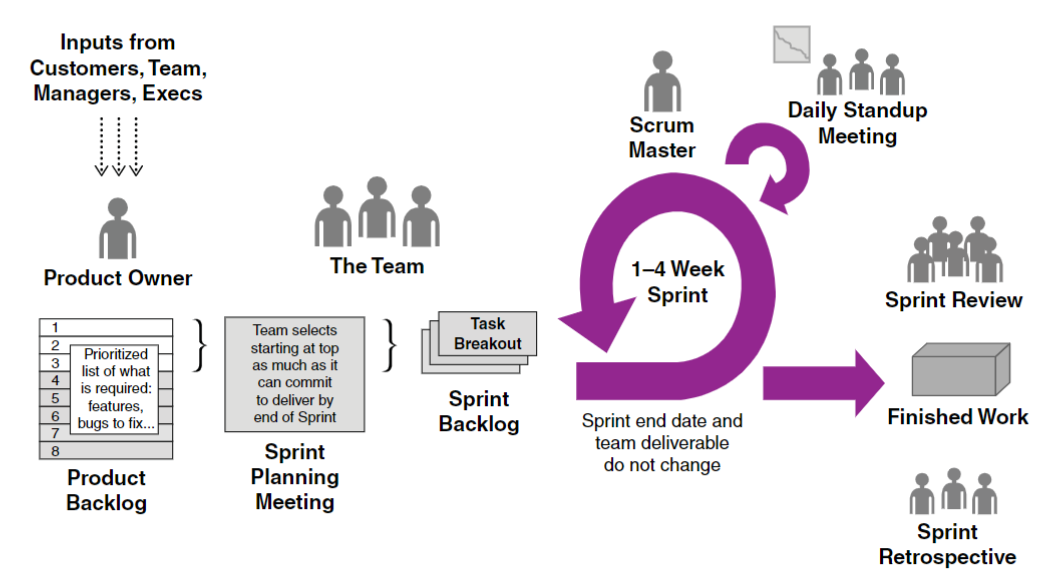 Inputs from
Customers, Team,
Managers, Execs
Product Owner
The Team
Scrum
Master
Daily Standup
Meeting
1–4 Week
Sprint
Sprint Review
1
2
3
4
5
6
7
8
Prioritized
list of what
is required:
features,
bugs to fix...
Product
Backlog
Team selects
starting at top
as much as it
can commit
to deliver by
end of Sprint
Sprint
Planning
Meeting
Task
Breakout
Sprint
Backlog
Sprint end date and
team deliverable
do not change
Finished Work
Sprint
Retrospective